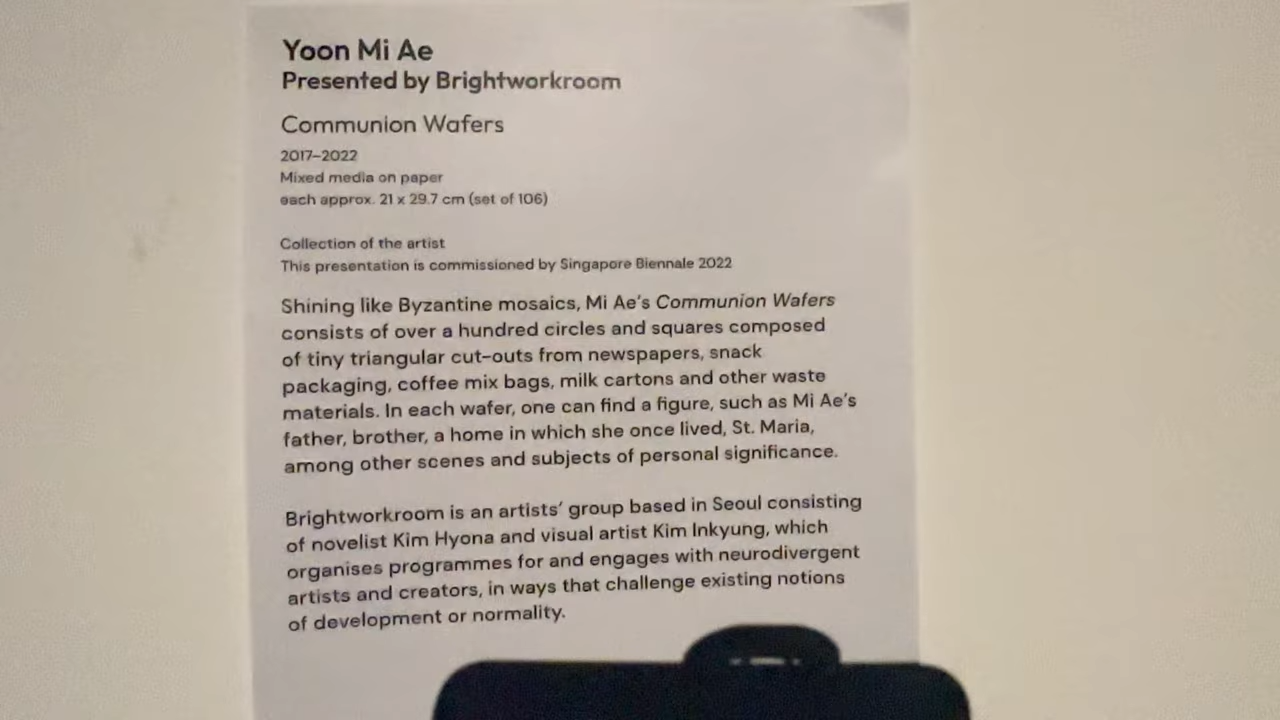 Yoon Mi Ae
Presented by Brightworkroom
Communion Wafers
2017–2022
Mixed media on paper
each approx. 21 x 29.7 cm (set of 106)
Collection of the artist
This presentation is commissioned by Singapore Biennale 2022
Shining like Byzantine mosaics, Mi Ae's Communion Wafers
consists of over a hundred circles and squares composed
of tiny triangular cut-outs from newspapers, snack
packaging, coffee mix bags, milk cartons and other waste
materials. In each wafer, one can find a figure, such as Mi Ae's
father, brother, a home in which she once lived, St. Maria,
among other scenes and subjects of personal significance.
Brightworkroom is an artists' group based in Seoul consisting
of novelist Kim Hyona and visual artist Kim Inkyung, which
organises programmes for and engages with neurodivergent
artists and creators, in ways that challenge existing notions
of development or normality.